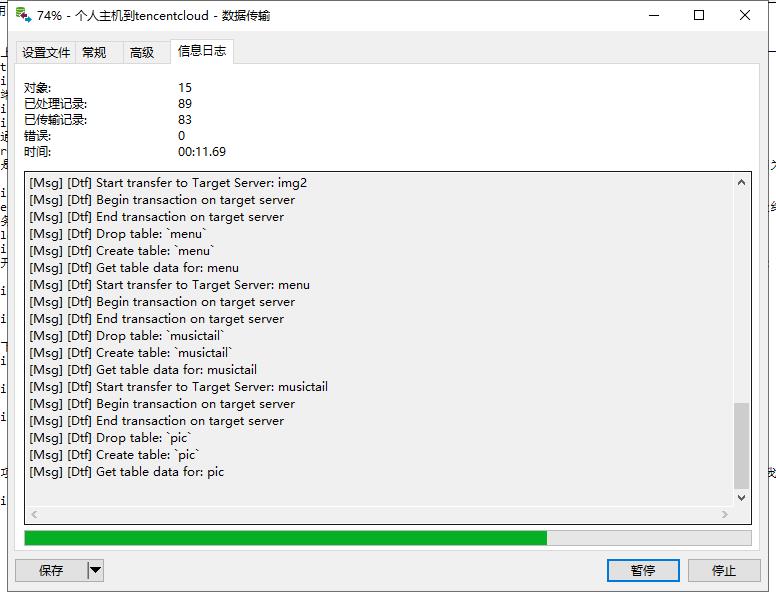 74% - 个人主机到tencentcloud - 数据传输
设置文件 常规 高级 信息日志
对象: 15
已处理记录: 89
已传输记录: 83
错误: 0
时间: 00:11.69
[Msg] [Dtf] Start transfer to Target Server: img2
[Msg] [Dtf] Begin transaction on target server
[Msg] [Dtf] End transaction on target server
[Msg] [Dtf] Drop table: `menu`
[Msg] [Dtf] Create table: `menu`
[Msg] [Dtf] Get table data for: menu
[Msg] [Dtf] Start transfer to Target Server: menu
[Msg] [Dtf] Begin transaction on target server
[Msg] [Dtf] End transaction on target server
[Msg] [Dtf] Drop table: `musictail`
[Msg] [Dtf] Create table: `musictail`
[Msg] [Dtf] Get table data for: musictail
[Msg] [Dtf] Start transfer to Target Server: musictail
[Msg] [Dtf] Begin transaction on target server
[Msg] [Dtf] End transaction on target server
[Msg] [Dtf] Drop table: `pic`
[Msg] [Dtf] Create table: `pic`
[Msg] [Dtf] Get table data for: pic
保存 暂停 停止